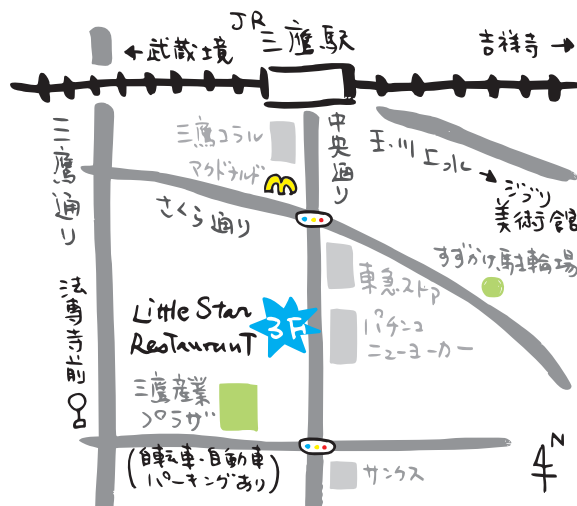 JR
三鷹駅
←武蔵境
吉祥寺→
三鷹通り
三鷹コラル
マクドナルド
中央通り
玉川上水
→ジブリ
美術館
さくら通り
すずかけ駐輪場
東急ストア
Little Star
Restaurunt
3F
パチンコ
ニューヨーカー
法専寺前
三鷹産業
プラザ
(自転車・自動車
パーキングあり)
サンクス
N